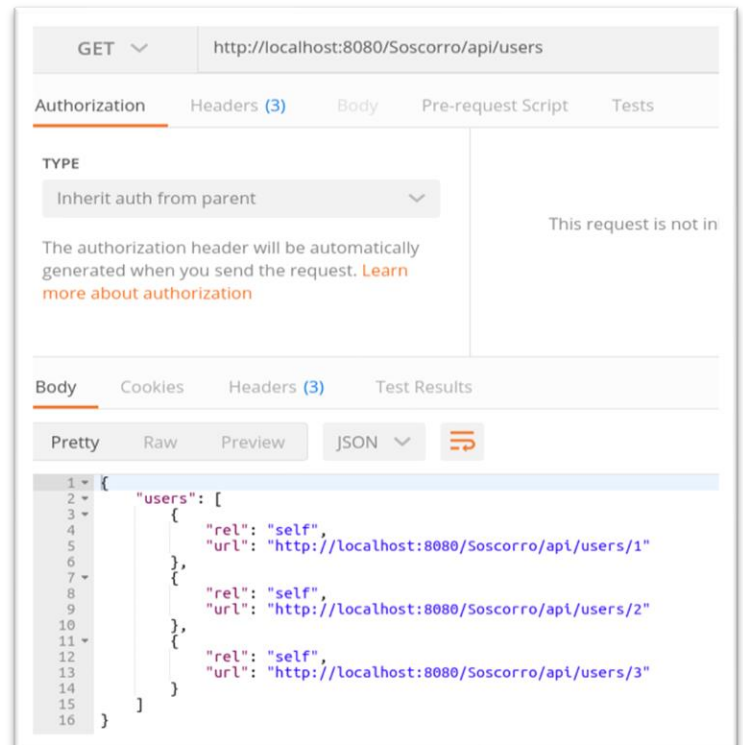 GET http://localhost:8080/Soscorro/api/users
Authorization Headers (3) Body Pre-request Script Tests
TYPE
Inherit auth from parent
The authorization header will be automatically
generated when you send the request. Learn
more about authorization
This request is not in
Body Cookies Headers (3) Test Results
Pretty Raw Preview JSON
1 {
2 "users": [
3 {
4 "rel": "self",
5 "url": "http://localhost:8080/Soscorro/api/users/1"
6 },
7 {
8 "rel": "self",
9 "url": "http://localhost:8080/Soscorro/api/users/2"
10 },
11 {
12 "rel": "self",
13 "url": "http://localhost:8080/Soscorro/api/users/3"
14 }
15 ]
16 }